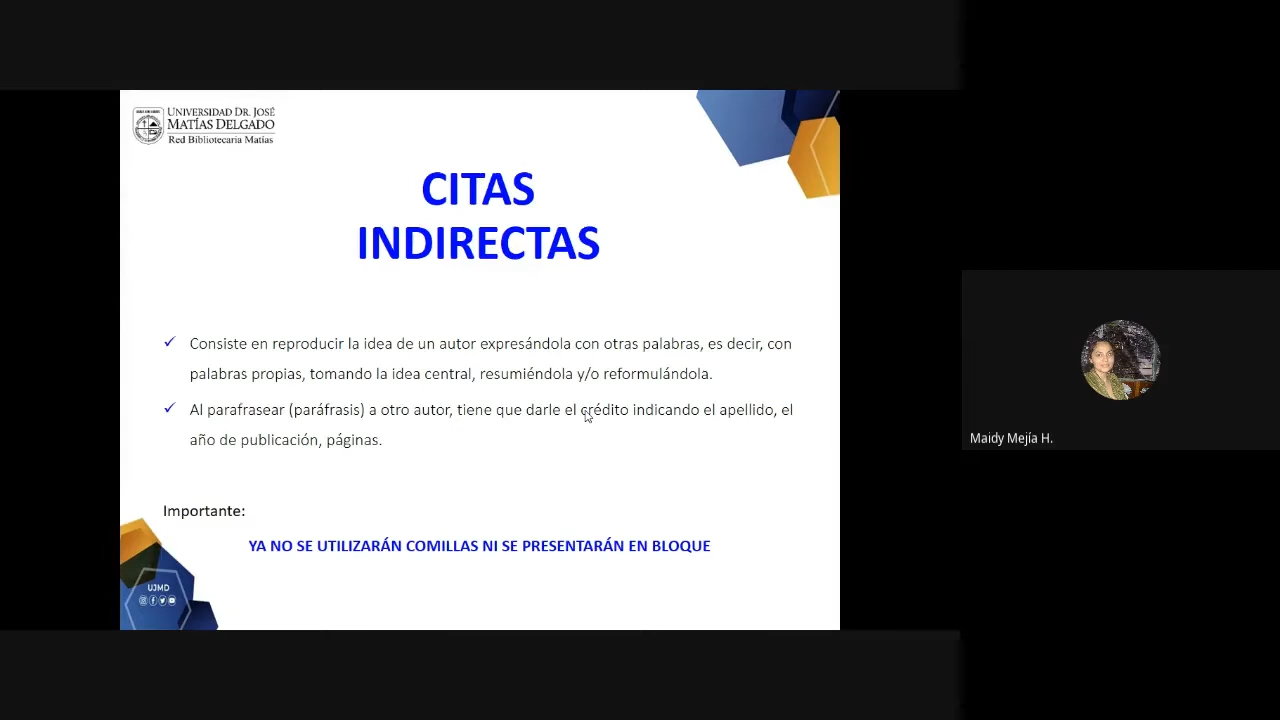 UNIVERSIDAD DR. JOSÉ
MATÍAS DELGADO
Red Bibliotecaria Matías
CITAS
INDIRECTAS
✓ Consiste en reproducir la idea de un autor expresándola con otras palabras, es decir, con
palabras propias, tomando la idea central, resumiéndola y/o reformulándola.
✓ Al parafrasear (paráfrasis) a otro autor, tiene que darle el crédito indicando el apellido, el
año de publicación, páginas.
Importante:
YA NO SE UTILIZARÁN COMILLAS NI SE PRESENTARÁN EN BLOQUE
UJMD
Maidy Mejía H.